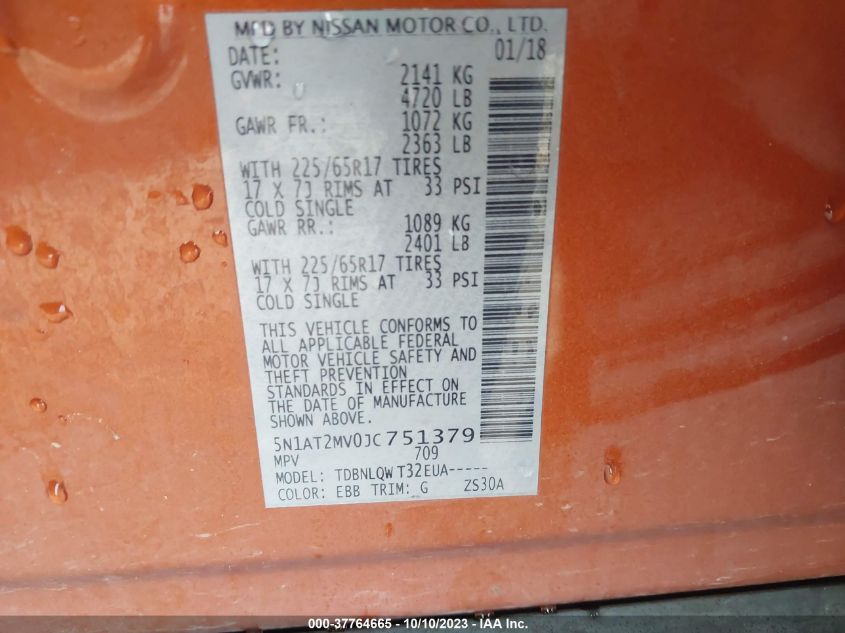 MFD BY NISSAN MOTOR CO., LTD.
DATE: 01/18
GVWR: 2141 KG
4720 LB
GAWR FR.: 1072 KG
2363 LB
WITH 225/65R17 TIRES
17 X 7J RIMS AT 33 PSI
COLD SINGLE
GAWR RR.: 1089 KG
2401 LB
WITH 225/65R17 TIRES
17 X 7J RIMS AT 33 PSI
COLD SINGLE
THIS VEHICLE CONFORMS TO
ALL APPLICABLE FEDERAL
MOTOR VEHICLE SAFETY AND
THEFT PREVENTION
STANDARDS IN EFFECT ON
THE DATE OF MANUFACTURE
SHOWN ABOVE.
5N1AT2MV0JC751379
MPV 709
MODEL: TDBNLQW T32EUA-----
COLOR: EBB TRIM: G ZS30A
000-37764665 - 10/10/2023 - IAA Inc.